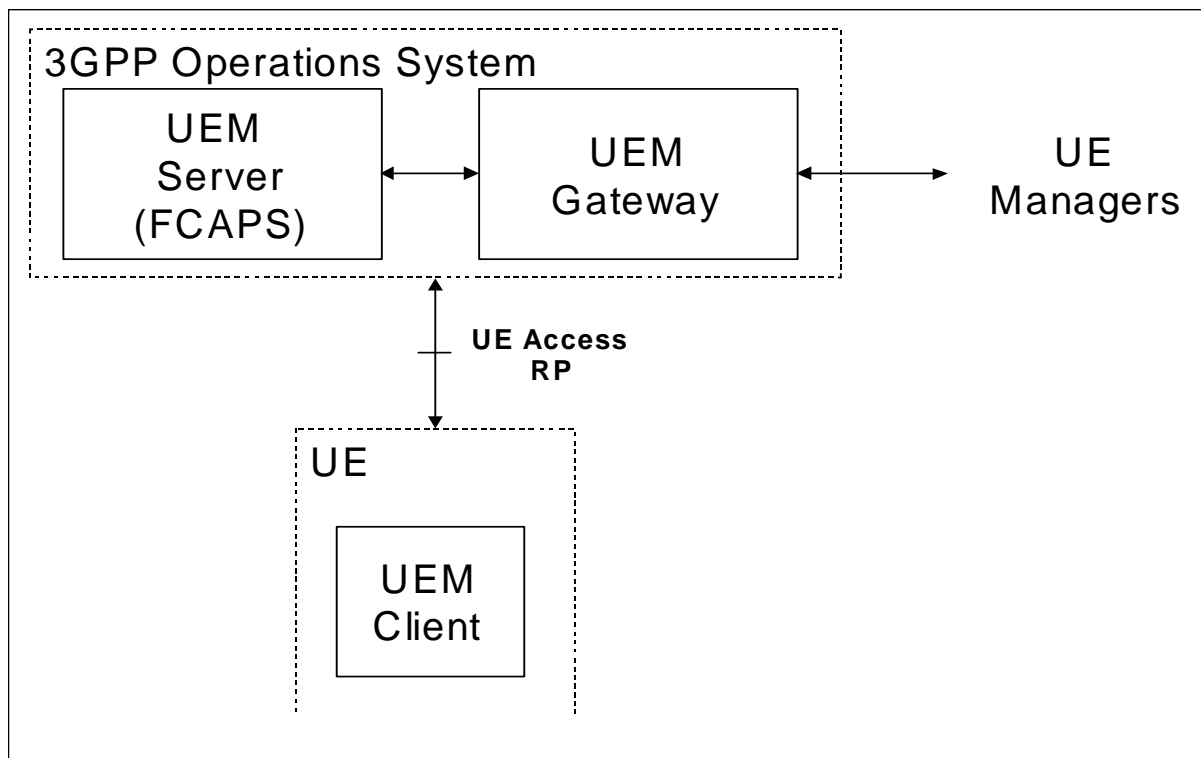 3GPP Operations System
UEM
Server
(FCAPS)
UEM
Gateway
UE
Managers
UE Access
RP
UE
UEM
Client